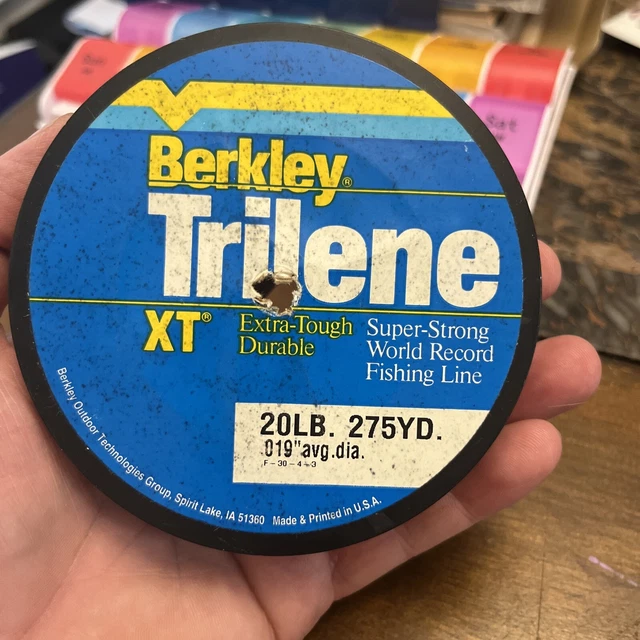 Berkley®
Trilene
XT®
Extra-Tough
Durable
Super-Strong
World Record
Fishing Line
20LB. 275YD.
.019"avg.dia.
F-30-4-3
Berkley Outdoor Technologies Group, Spirit Lake, IA 51360 Made & Printed in U.S.A.
Sat